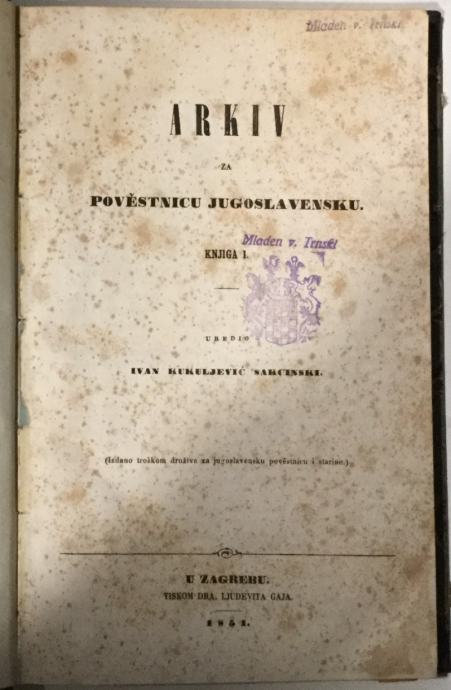 Mladen v. Trnski
ARKIV
ZA
POVĚSTNICU JUGOSLAVENSKU.
KNJIGA I.
Mladen v. Trnski
UREDIO
IVAN KUKULJEVIĆ SAKCINSKI.
(Izdano troškom družtva za jugoslavensku pověstnicu i starine.)
U ZAGREBU.
TISKOM DRA. LJUDEVITA GAJA.
1851.